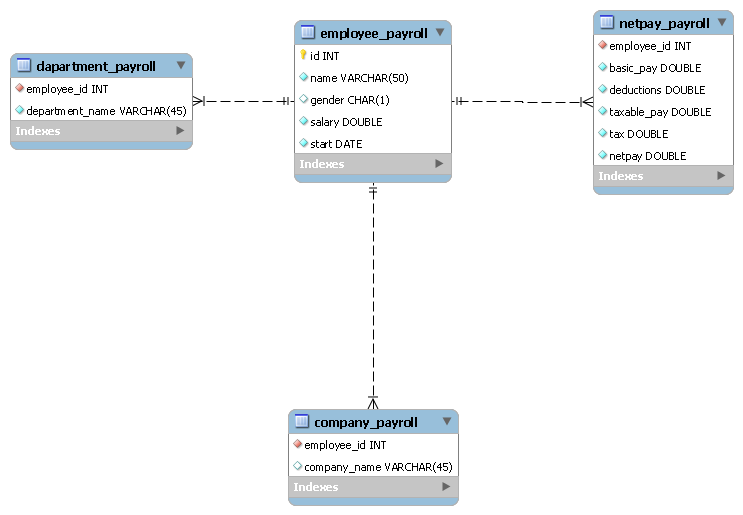 dapartment_payroll
employee_id INT
department_name VARCHAR(45)
Indexes
employee_payroll
id INT
name VARCHAR(50)
gender CHAR(1)
salary DOUBLE
start DATE
Indexes
netpay_payroll
employee_id INT
basic_pay DOUBLE
deductions DOUBLE
taxable_pay DOUBLE
tax DOUBLE
netpay DOUBLE
Indexes
company_payroll
employee_id INT
company_name VARCHAR(45)
Indexes